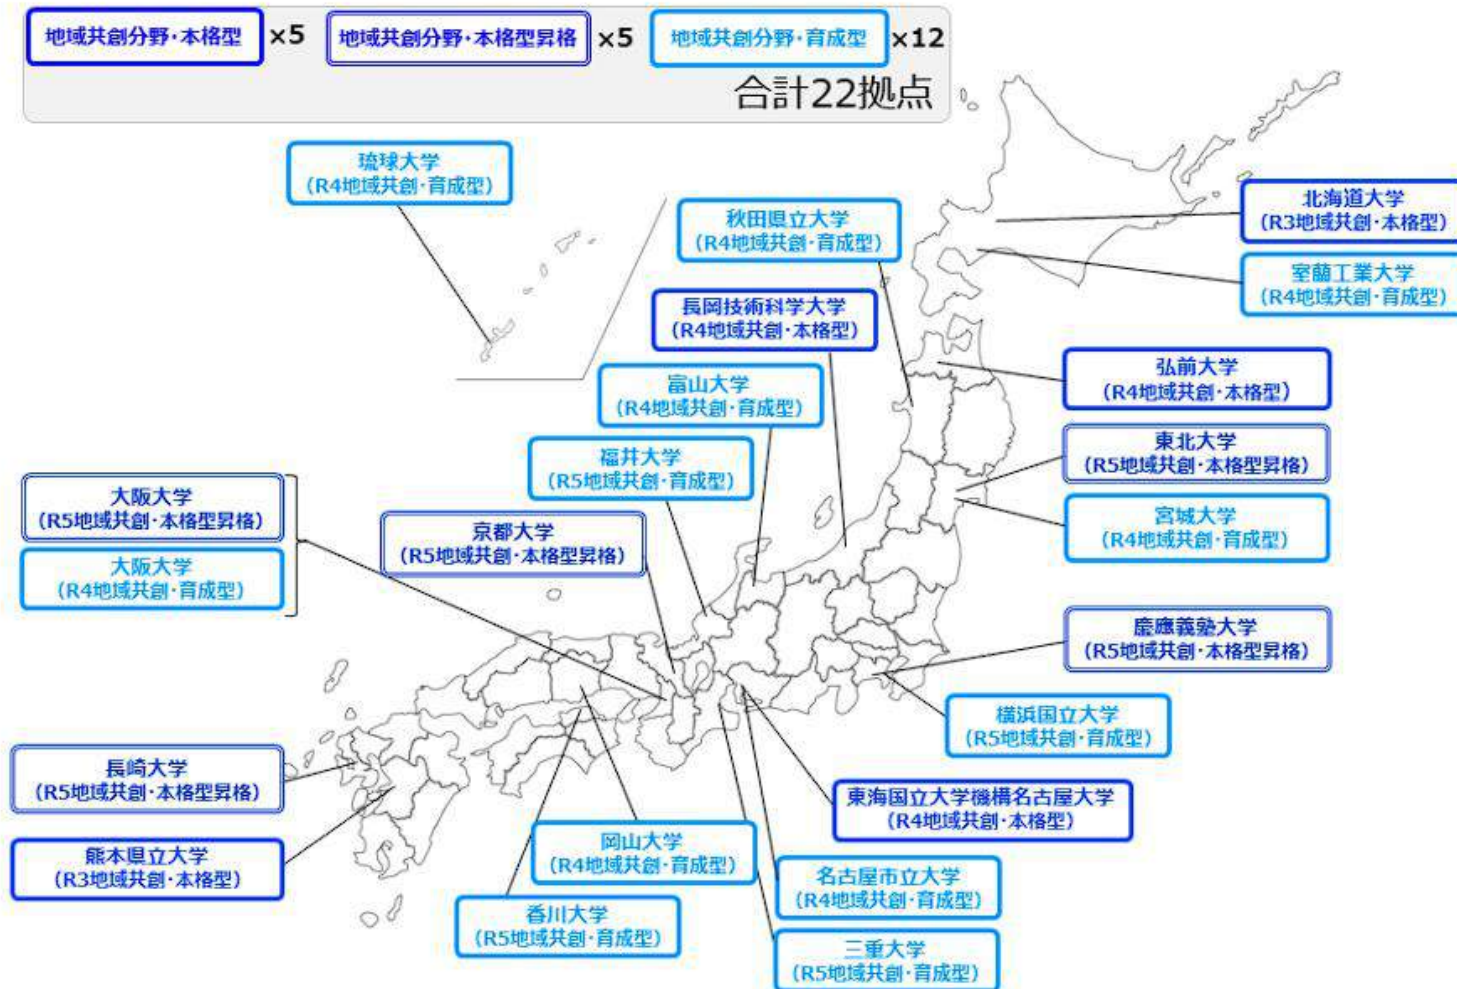 地域共創分野・本格型 ×5 地域共創分野・本格型昇格 ×5 地域共創分野・育成型 ×12
合計22拠点
琉球大学
(R4地域共創・育成型)
秋田県立大学
(R4地域共創・育成型)
北海道大学
(R3地域共創・本格型)
室蘭工業大学
(R4地域共創・育成型)
長岡技術科学大学
(R4地域共創・本格型)
弘前大学
(R4地域共創・本格型)
富山大学
(R4地域共創・育成型)
東北大学
(R5地域共創・本格型昇格)
福井大学
(R5地域共創・育成型)
宮城大学
(R4地域共創・育成型)
大阪大学
(R5地域共創・本格型昇格)
大阪大学
(R4地域共創・育成型)
京都大学
(R5地域共創・本格型昇格)
慶應義塾大学
(R5地域共創・本格型昇格)
横浜国立大学
(R5地域共創・育成型)
長崎大学
(R5地域共創・本格型昇格)
東海国立大学機構名古屋大学
(R4地域共創・本格型)
熊本県立大学
(R3地域共創・本格型)
岡山大学
(R4地域共創・育成型)
名古屋市立大学
(R4地域共創・育成型)
香川大学
(R5地域共創・育成型)
三重大学
(R5地域共創・育成型)